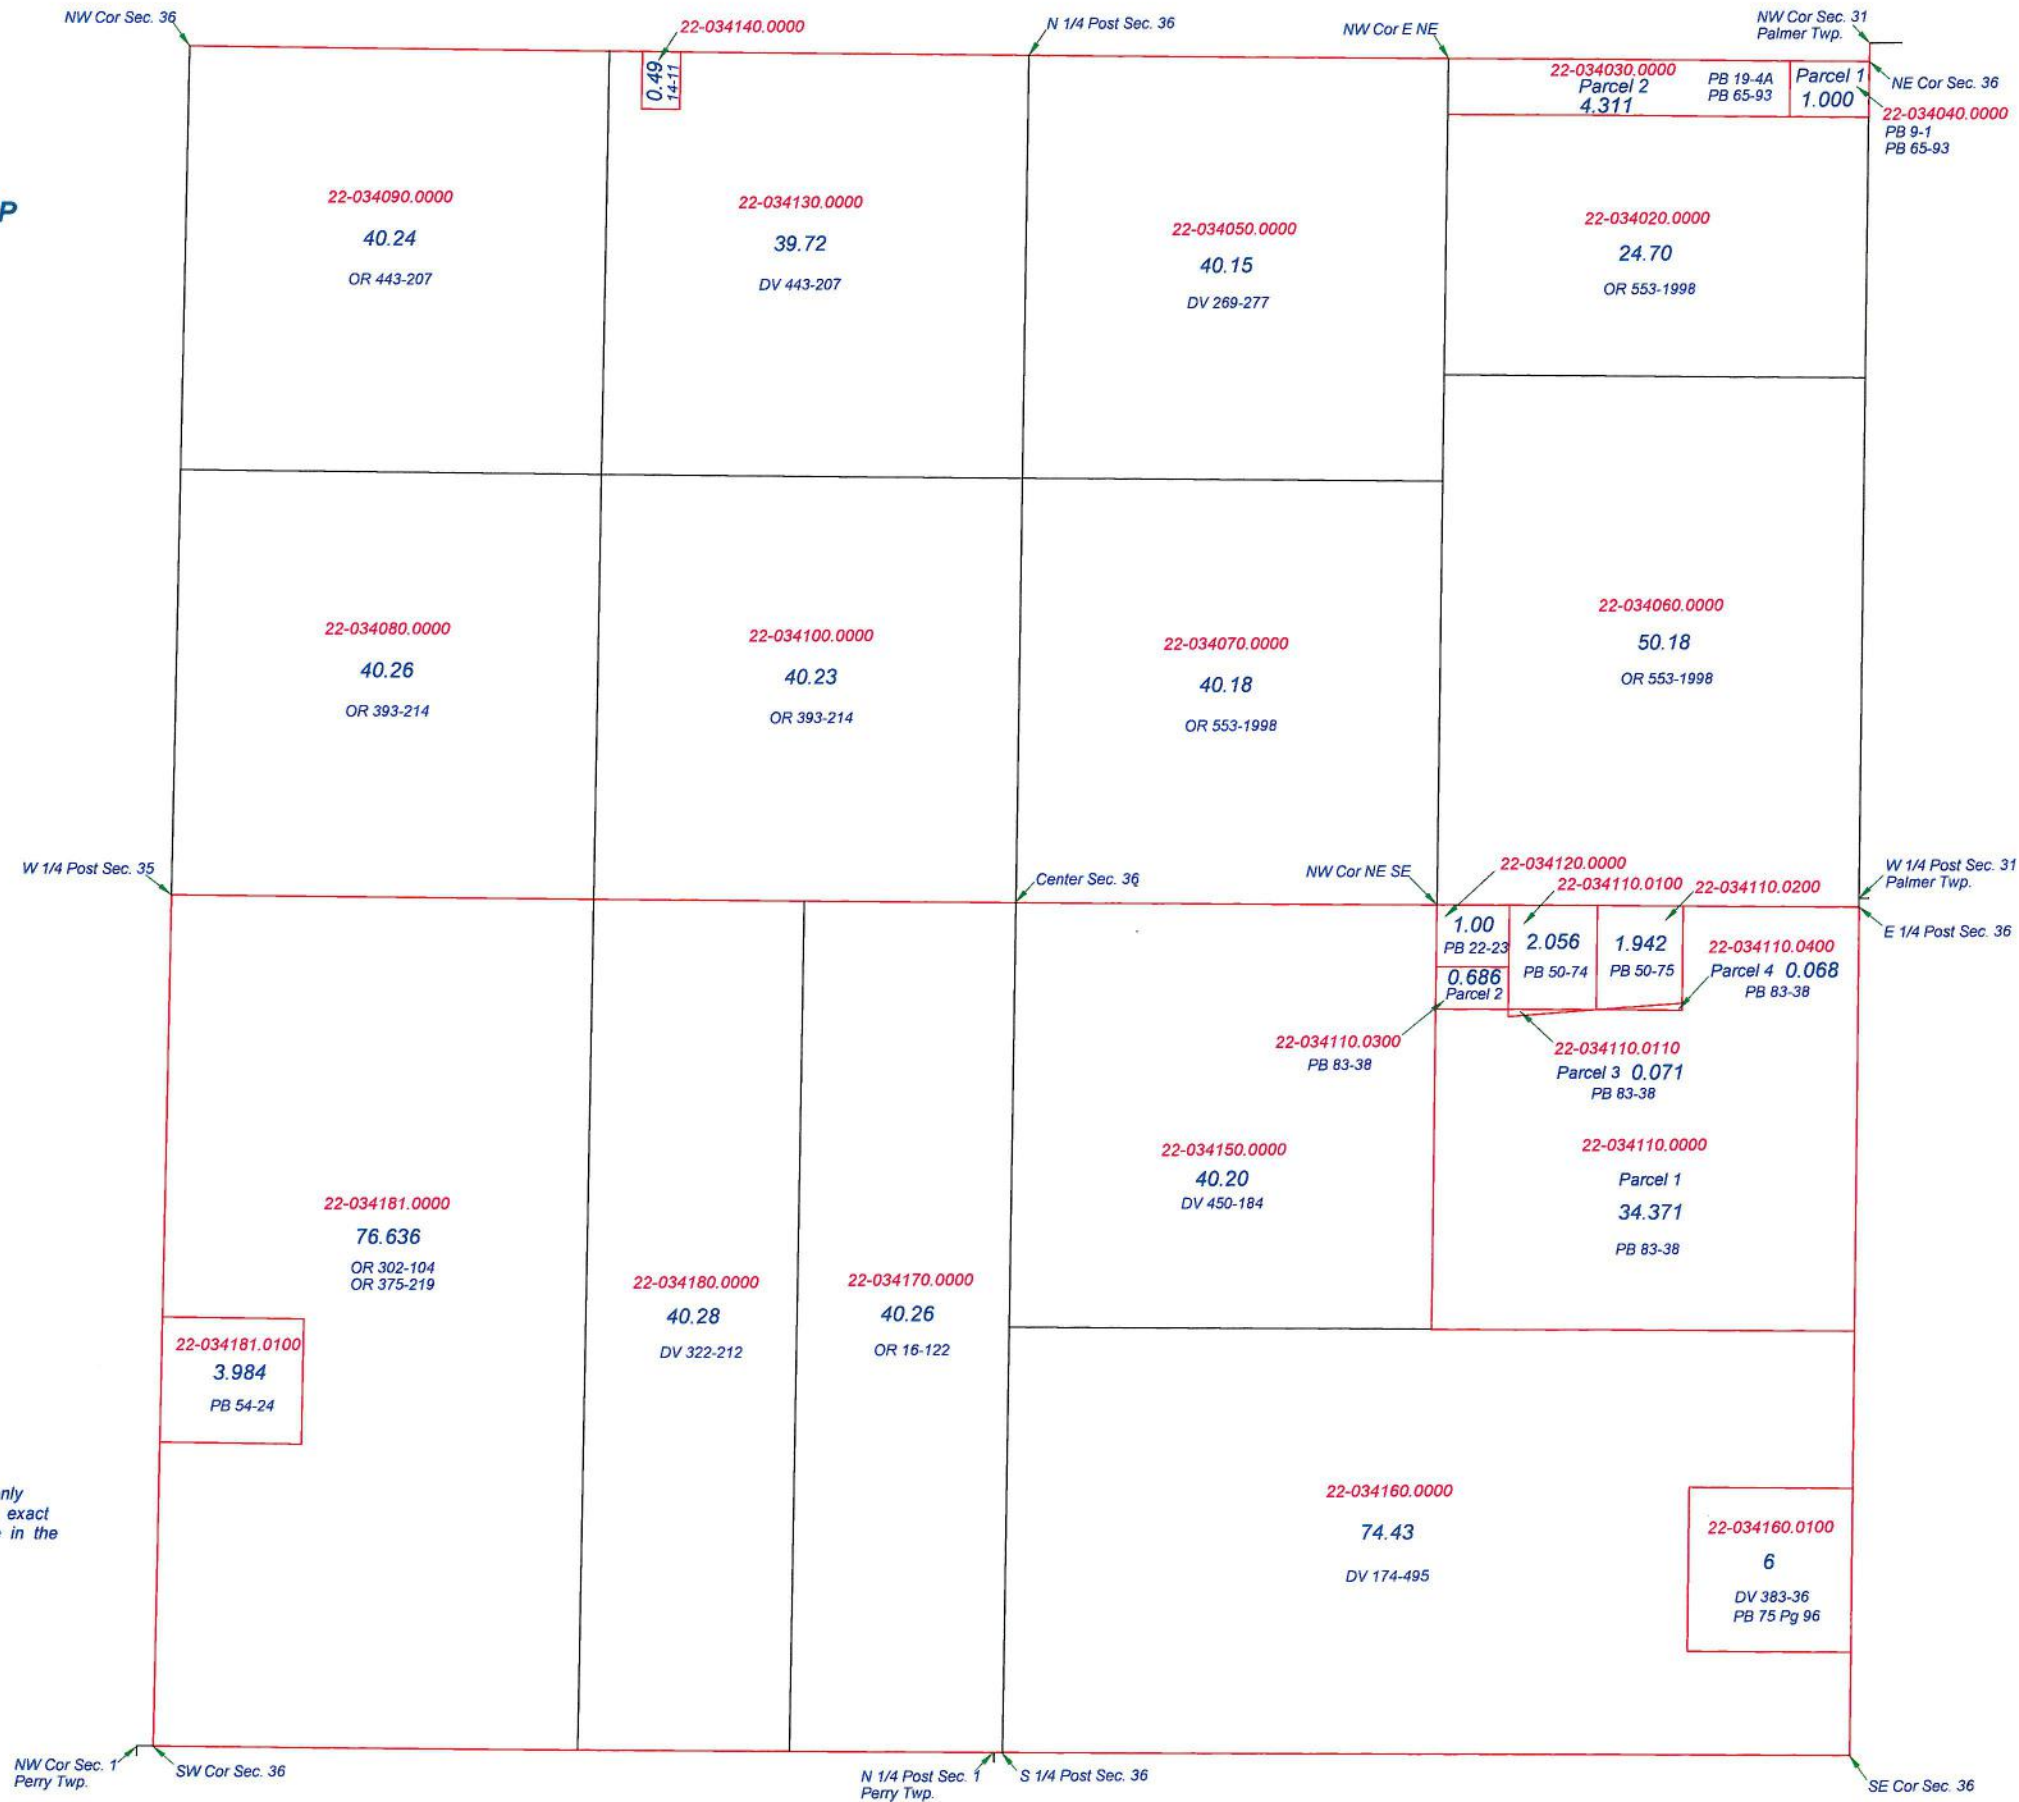 NW Cor Sec. 36
22-034140.0000
N 1/4 Post Sec. 36
NW Cor E NE
NW Cor Sec. 31
Palmer Twp.
0.49
14-11
22-034030.0000
Parcel 2
4.311
PB 19-4A
PB 65-93
Parcel 1
1.000
NE Cor Sec. 36
22-034040.0000
PB 9-1
PB 65-93
P
22-034090.0000
40.24
OR 443-207
22-034130.0000
39.72
DV 443-207
22-034050.0000
40.15
DV 269-277
22-034020.0000
24.70
OR 553-1998
22-034080.0000
40.26
OR 393-214
22-034100.0000
40.23
OR 393-214
22-034070.0000
40.18
OR 553-1998
22-034060.0000
50.18
OR 553-1998
W 1/4 Post Sec. 35
Center Sec. 36
NW Cor NE SE
22-034120.0000
22-034110.0100
22-034110.0200
W 1/4 Post Sec. 31
Palmer Twp.
E 1/4 Post Sec. 36
1.00
PB 22-23
0.686
Parcel 2
2.056
PB 50-74
1.942
PB 50-75
22-034110.0400
Parcel 4 0.068
PB 83-38
22-034110.0300
PB 83-38
22-034110.0110
Parcel 3 0.071
PB 83-38
22-034150.0000
40.20
DV 450-184
22-034110.0000
Parcel 1
34.371
PB 83-38
22-034181.0000
76.636
OR 302-104
OR 375-219
22-034180.0000
40.28
DV 322-212
22-034170.0000
40.26
OR 16-122
22-034181.0100
3.984
PB 54-24
nly
exact
in the
22-034160.0000
74.43
DV 174-495
22-034160.0100
6
DV 383-36
PB 75 Pg 96
NW Cor Sec. 1
Perry Twp.
SW Cor Sec. 36
N 1/4 Post Sec. 1
Perry Twp.
S 1/4 Post Sec. 36
SE Cor Sec. 36